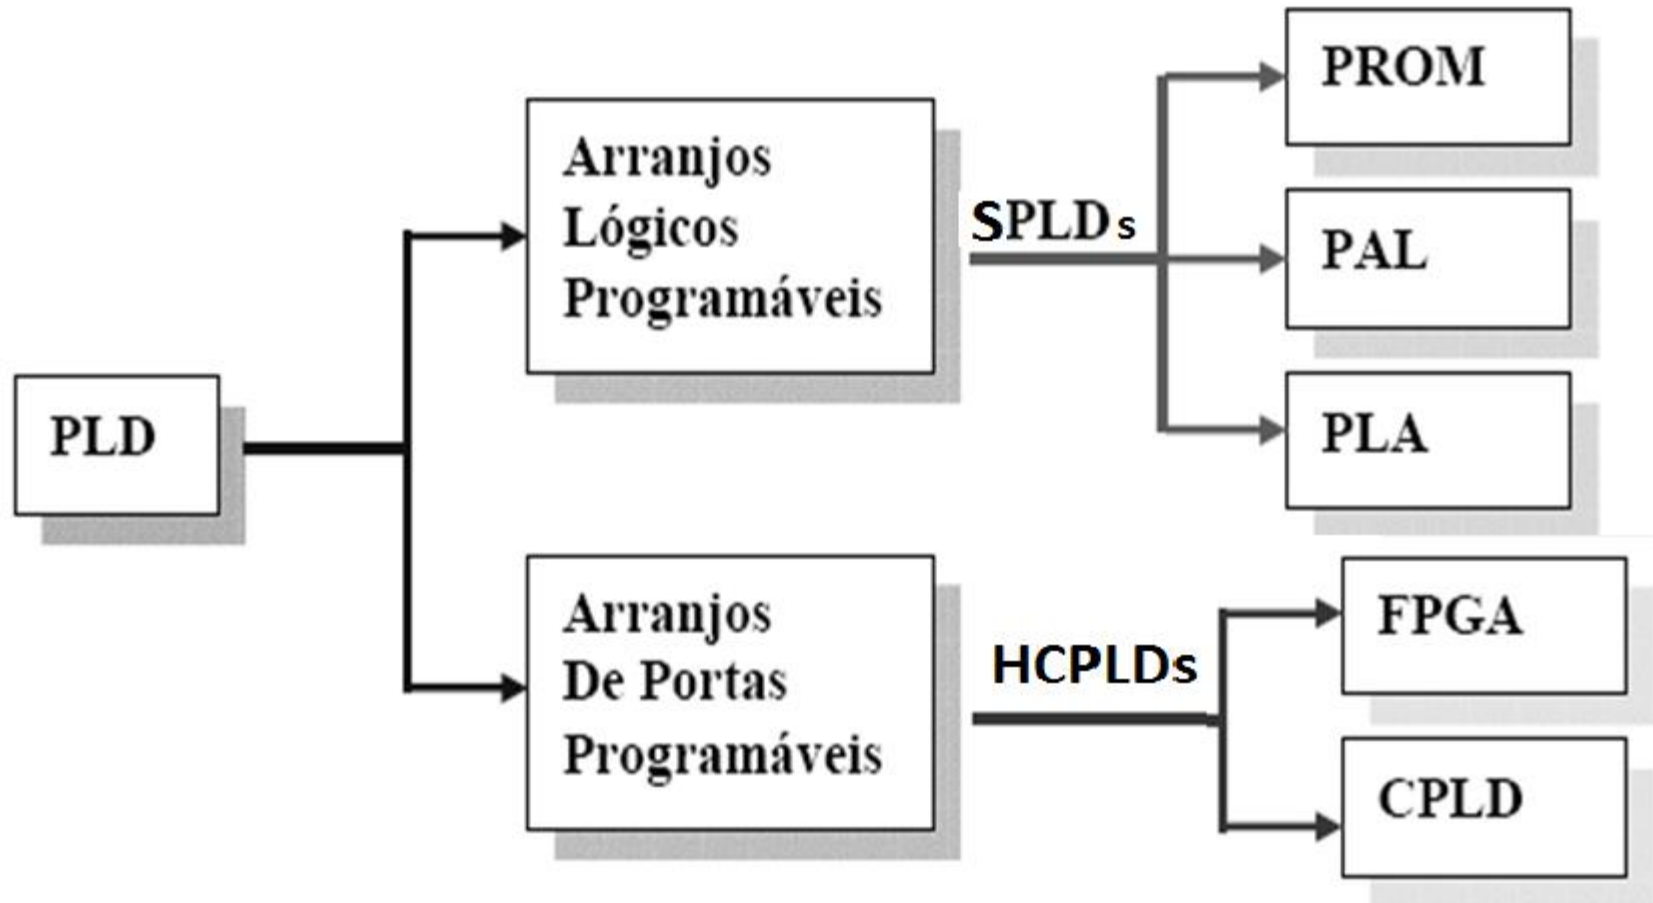 PLD
Arranjos
Lógicos
Programáveis
SPLDs
PROM
PAL
PLA
Arranjos
De Portas
Programáveis
HCPLDs
FPGA
CPLD